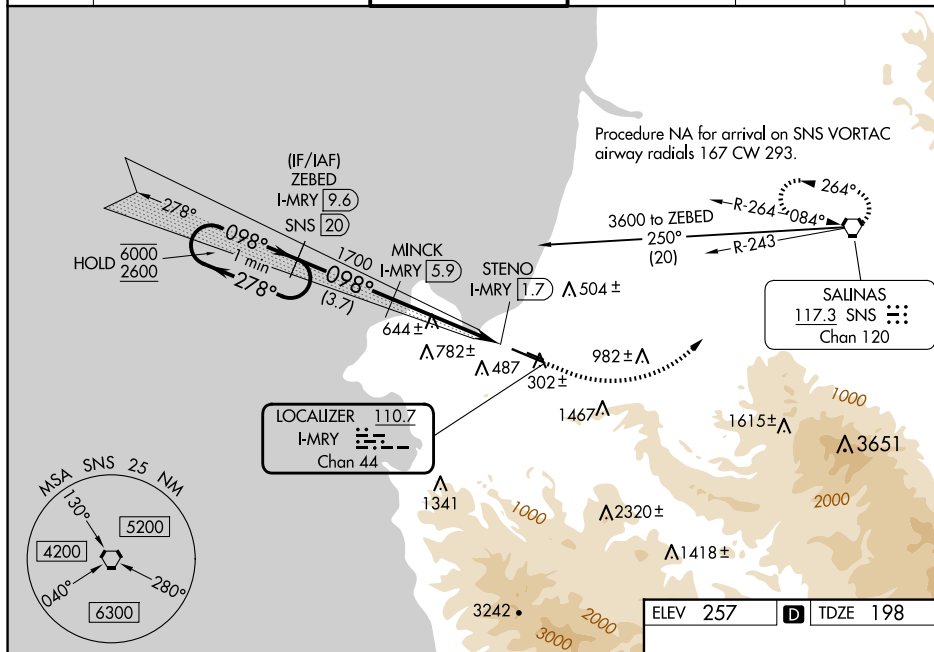 Procedure NA for arrival on SNS VORTAC
airway radials 167 CW 293.
(IF/IAF)
ZEBED
I-MRY 9.6
SNS 20
278°
098°
1 min
278°
HOLD 6000
2600
1700
098°
(3.7)
MINCK
I-MRY 5.9
STENO
I-MRY 1.7
3600 to ZEBED
250°
(20)
R-264
084°
264°
R-243
SALINAS
117.3 SNS
Chan 120
504±
644±
782±
487
302±
982±
LOCALIZER 110.7
I-MRY
Chan 44
1467
1615±
1000
3651
2000
1341
1000
2320±
1418±
3242
2000
3000
MSA SNS 25 NM
130°
5200
4200
040°
280°
6300
ELEV 257 D TDZE 198